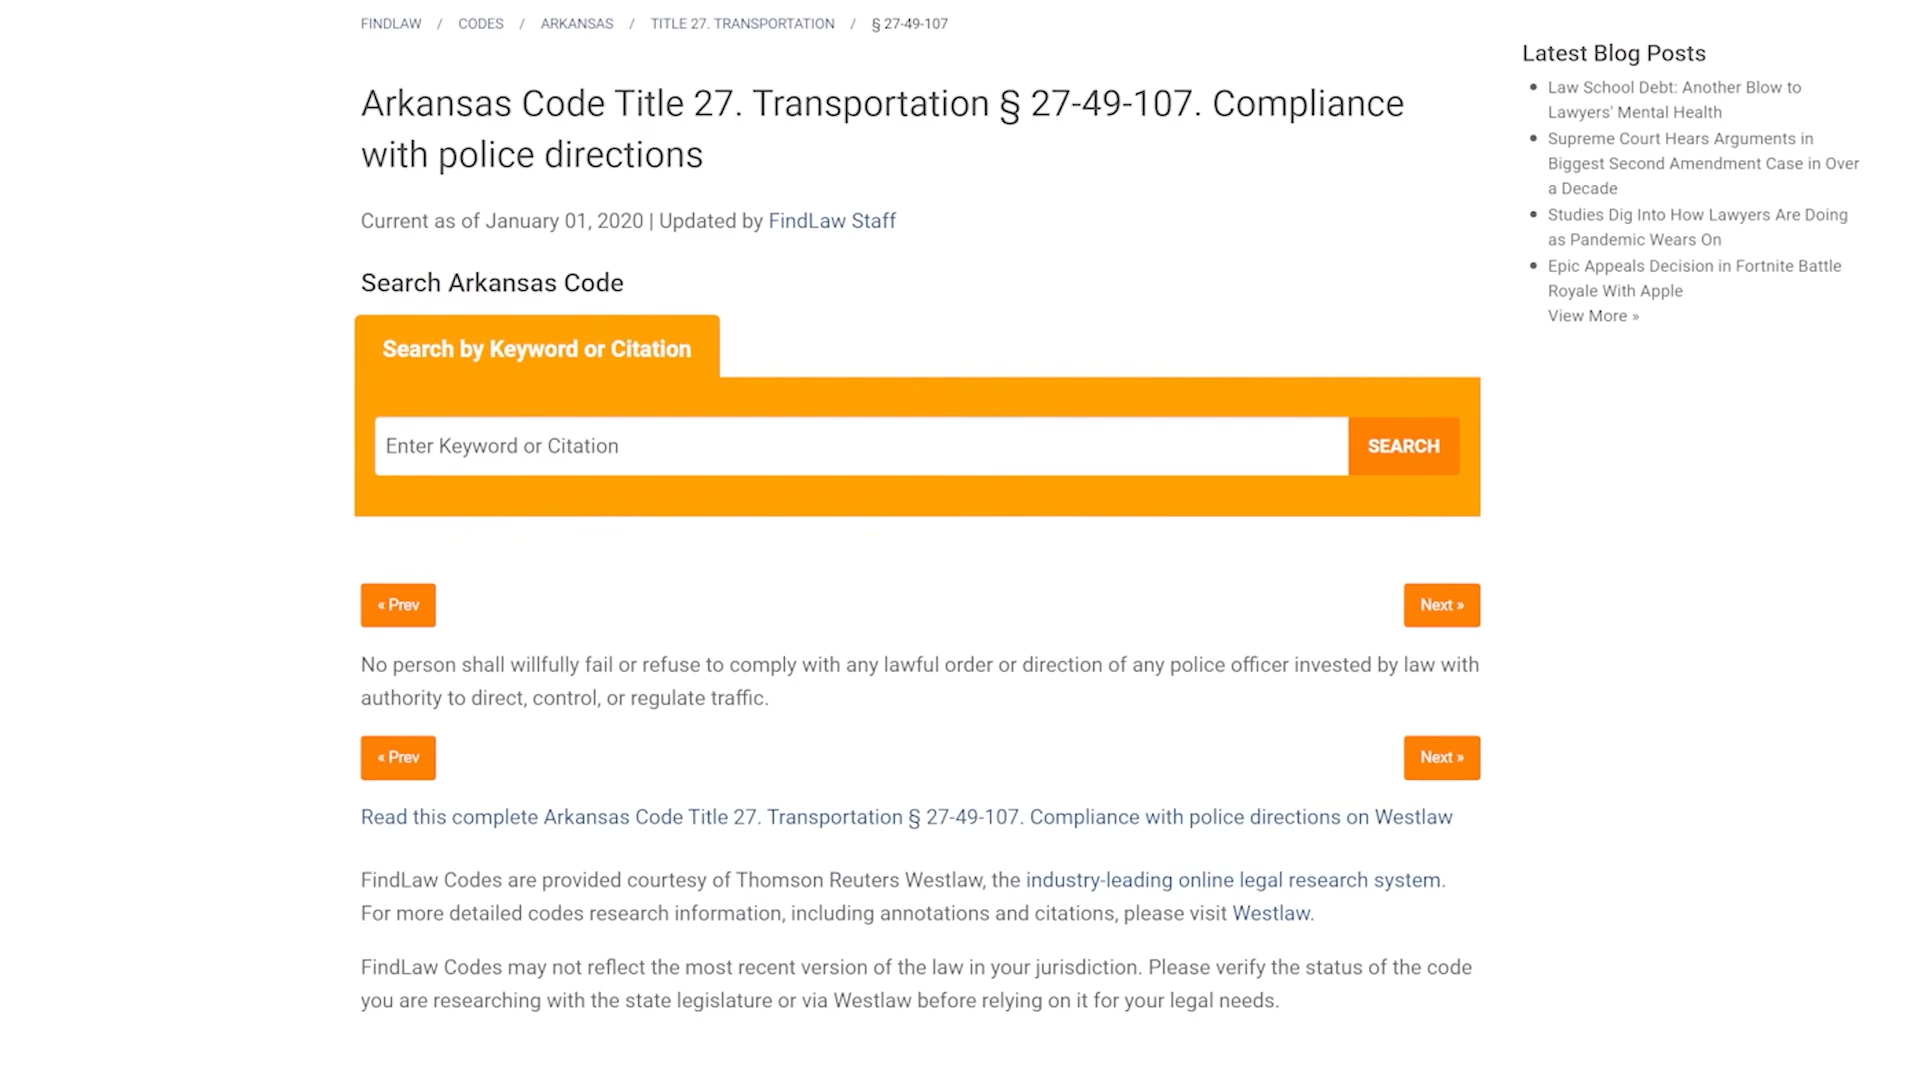 FINDLAW / CODES / ARKANSAS / TITLE 27. TRANSPORTATION / § 27-49-107
Arkansas Code Title 27. Transportation § 27-49-107. Compliance
with police directions
Current as of January 01, 2020 | Updated by FindLaw Staff
Search Arkansas Code
Search by Keyword or Citation
Enter Keyword or Citation
SEARCH
« Prev
Next »
No person shall willfully fail or refuse to comply with any lawful order or direction of any police officer invested by law with
authority to direct, control, or regulate traffic.
« Prev
Next »
Read this complete Arkansas Code Title 27. Transportation § 27-49-107. Compliance with police directions on Westlaw
FindLaw Codes are provided courtesy of Thomson Reuters Westlaw, the industry-leading online legal research system.
For more detailed codes research information, including annotations and citations, please visit Westlaw.
FindLaw Codes may not reflect the most recent version of the law in your jurisdiction. Please verify the status of the code
you are researching with the state legislature or via Westlaw before relying on it for your legal needs.
Latest Blog Posts
• Law School Debt: Another Blow to
Lawyers' Mental Health
• Supreme Court Hears Arguments in
Biggest Second Amendment Case in Over
a Decade
• Studies Dig Into How Lawyers Are Doing
as Pandemic Wears On
• Epic Appeals Decision in Fortnite Battle
Royale With Apple
View More »